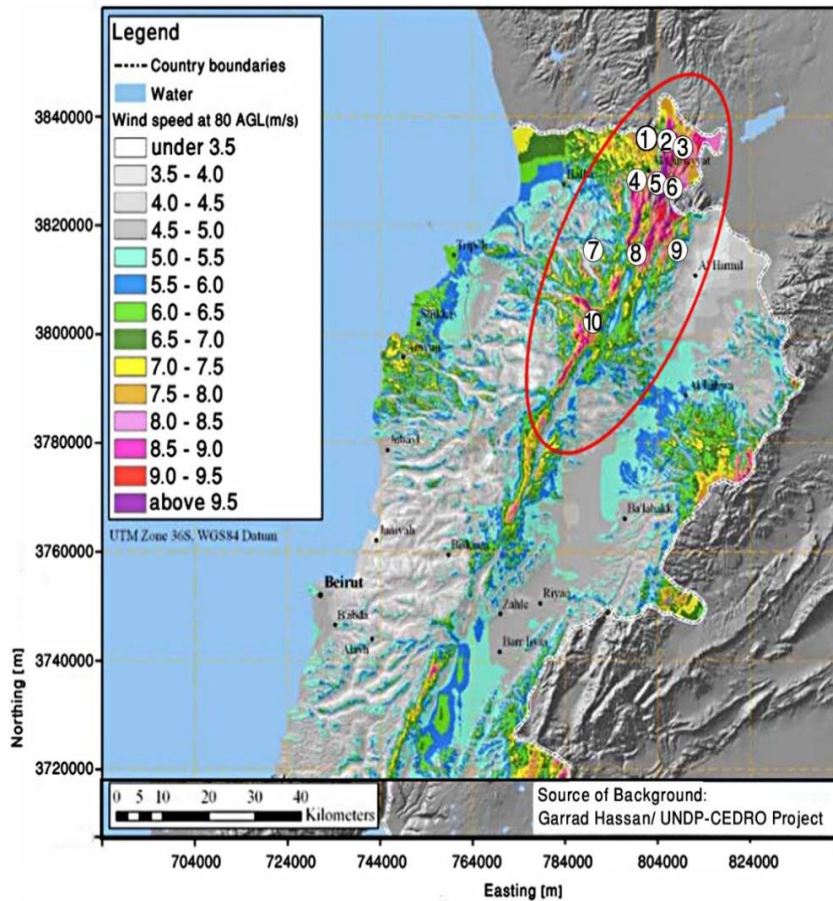 Legend
Country boundaries
Water
Wind speed at 80 AGL(m/s)
under 3.5
3.5 - 4.0
4.0 - 4.5
4.5 - 5.0
5.0 - 5.5
5.5 - 6.0
6.0 - 6.5
6.5 - 7.0
7.0 - 7.5
7.5 - 8.0
8.0 - 8.5
8.5 - 9.0
9.0 - 9.5
above 9.5
UTM Zone 36S, WGS84 Datum
3840000
3820000
3800000
3780000
3760000
3740000
3720000
Northing [m]
1
2
3
4
5
6
7
8
9
10
Al Harmal
Ba'labakk
Beirut
B'abda
Zahle
Riyaq
0 5 10 20 30 40
Kilometers
Source of Background:
Garrad Hassan/ UNDP-CEDRO Project
704000
724000
744000
764000
784000
804000
824000
Easting [m]